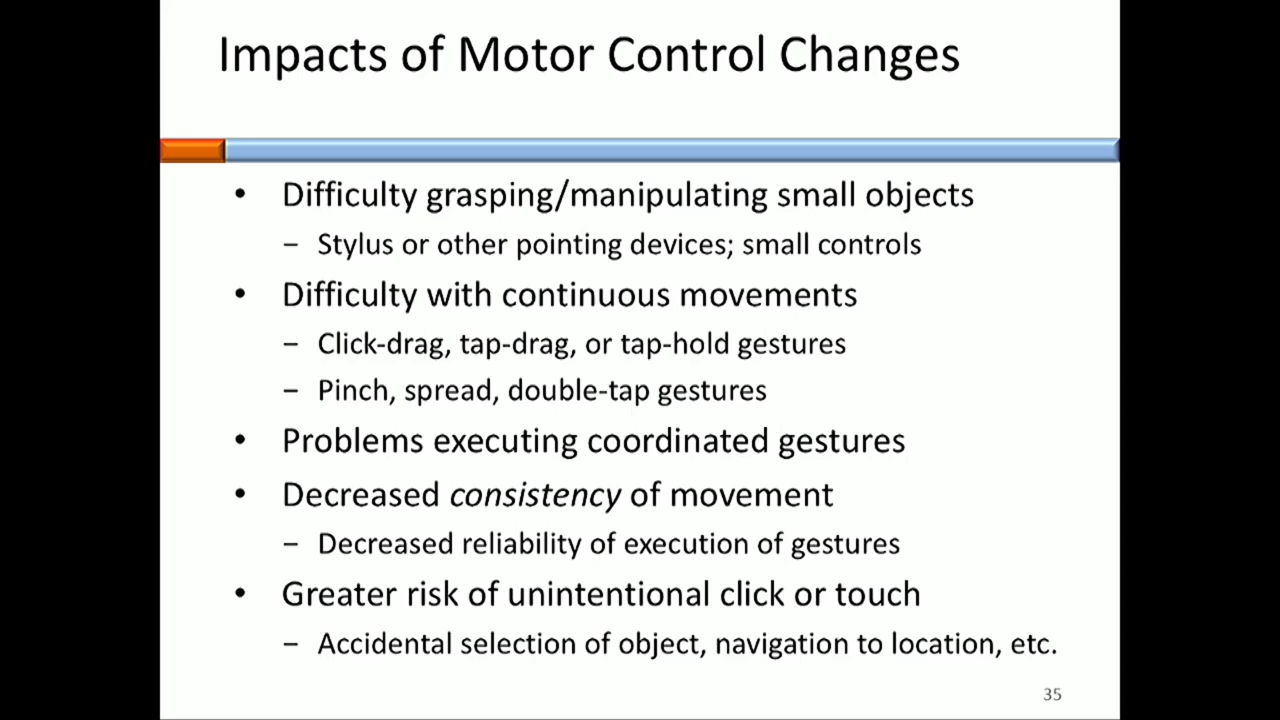 Impacts of Motor Control Changes
• Difficulty grasping/manipulating small objects
– Stylus or other pointing devices; small controls
• Difficulty with continuous movements
– Click-drag, tap-drag, or tap-hold gestures
– Pinch, spread, double-tap gestures
• Problems executing coordinated gestures
• Decreased consistency of movement
– Decreased reliability of execution of gestures
• Greater risk of unintentional click or touch
– Accidental selection of object, navigation to location, etc.
35